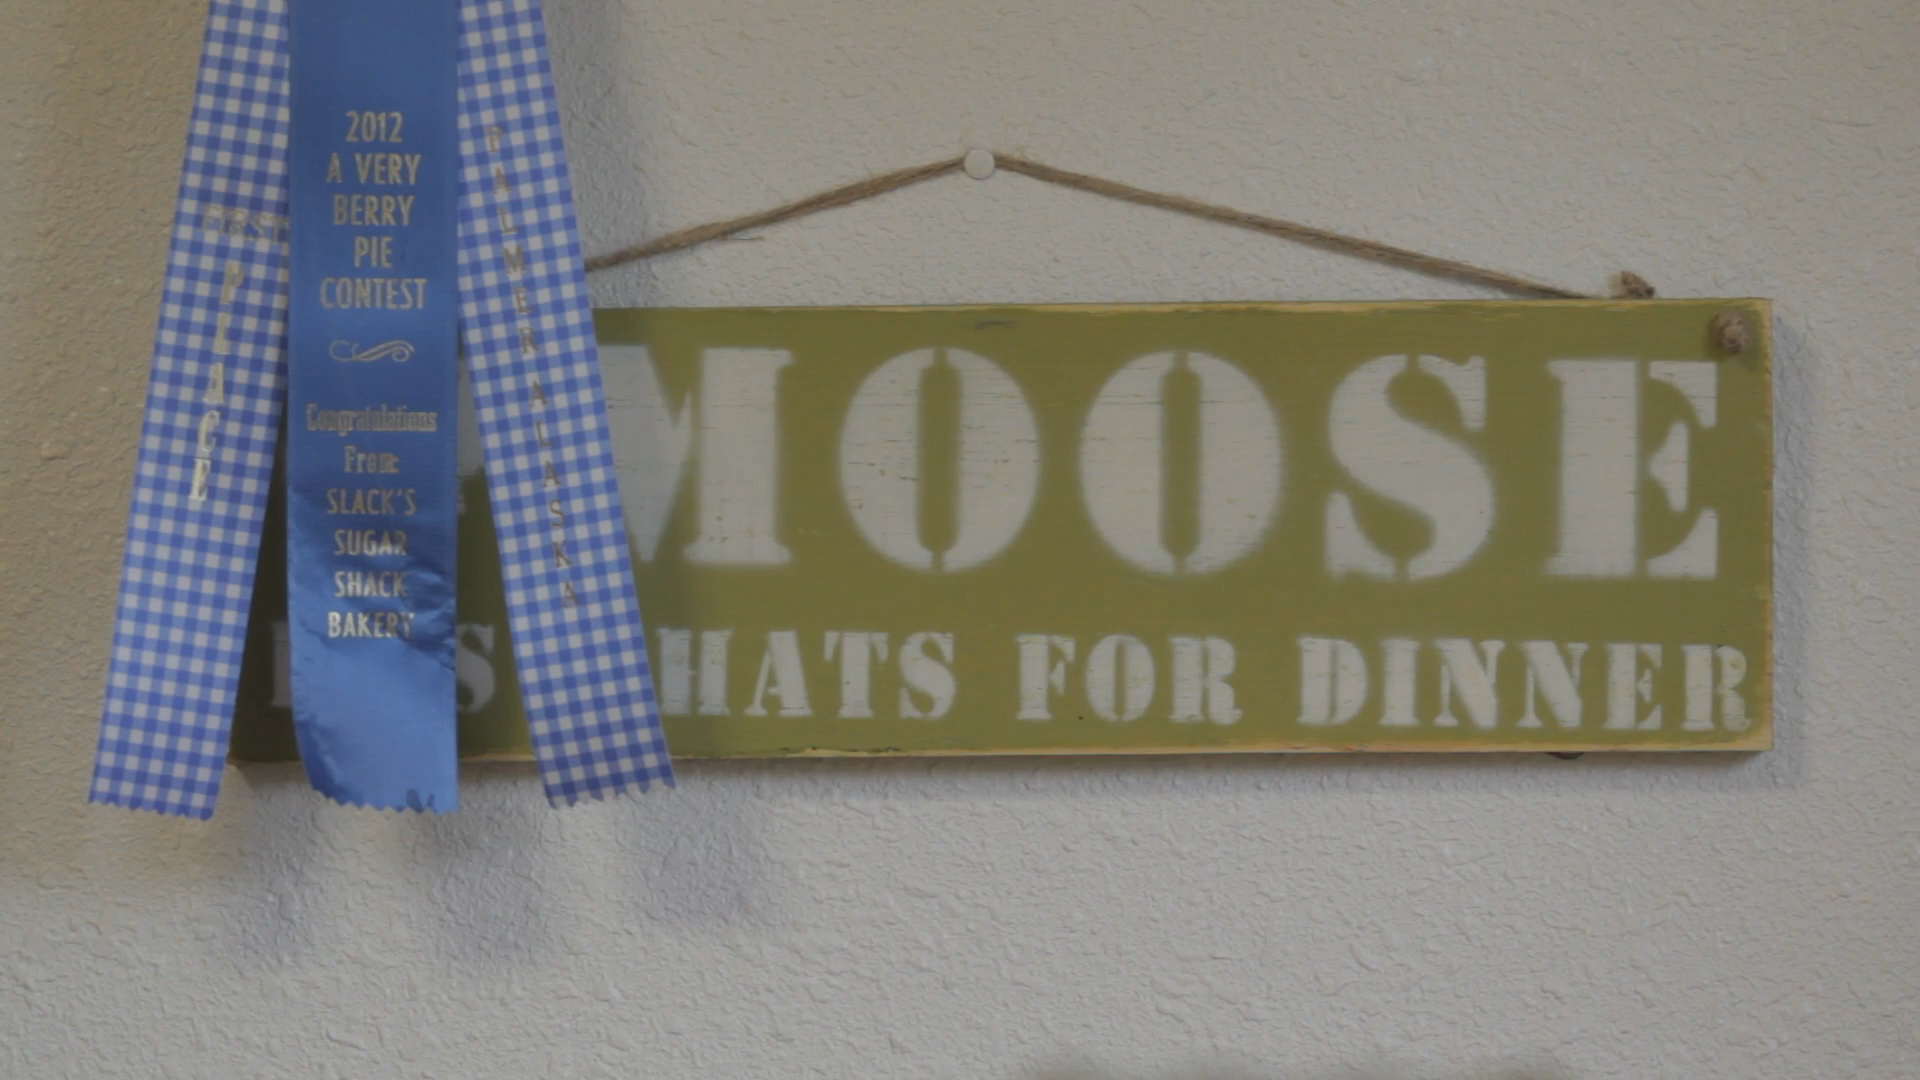 FIRST
PLACE
2012
A VERY
BERRY
PIE
CONTEST
Congratulations
From:
SLACK'S
SUGAR
SHACK
BAKERY
PALMER ALASKA
MOOSE
HATS FOR DINNER